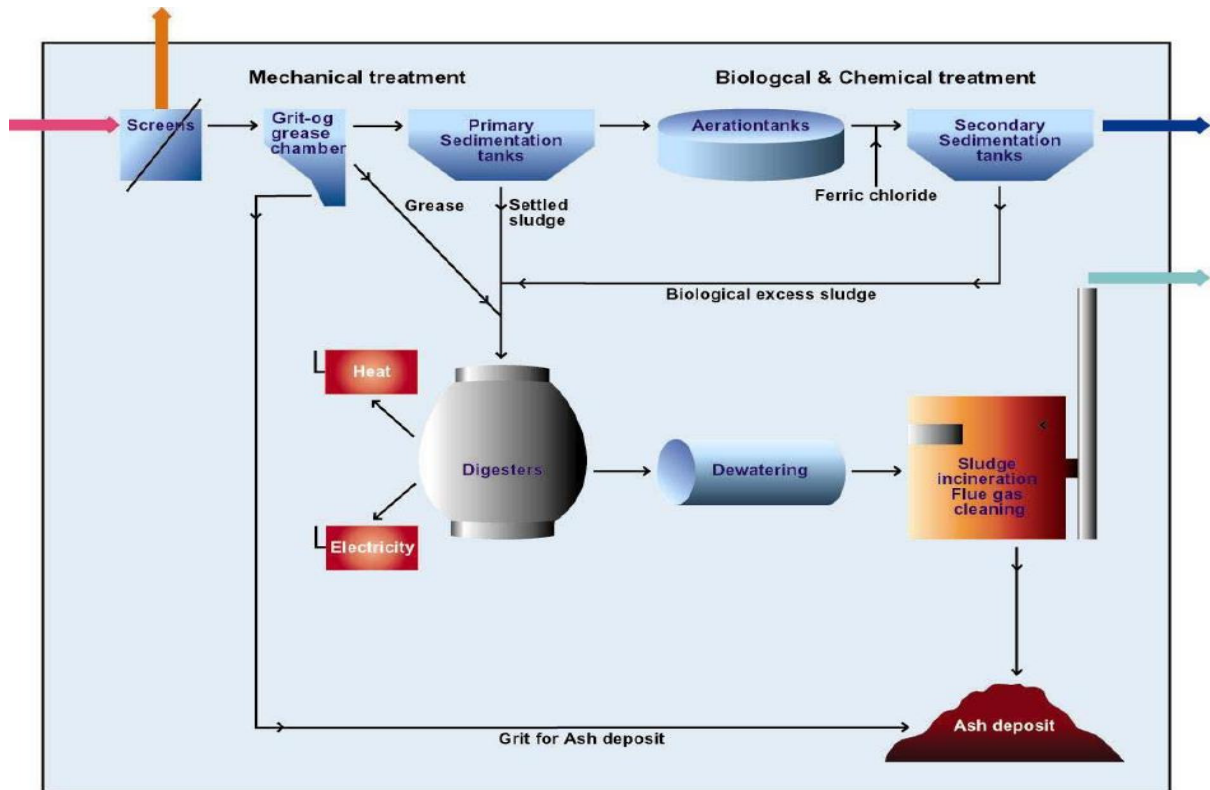 Mechanical treatment
Biologcal & Chemical treatment
Screens
Grit-og
grease
chamber
Primary
Sedimentation
tanks
Aerationtanks
Secondary
Sedimentation
tanks
Grease
Settled
sludge
Ferric chloride
Biological excess sludge
Heat
Digesters
Dewatering
Sludge
incineration
Flue gas
cleaning
Electricity
Grit for Ash deposit
Ash deposit